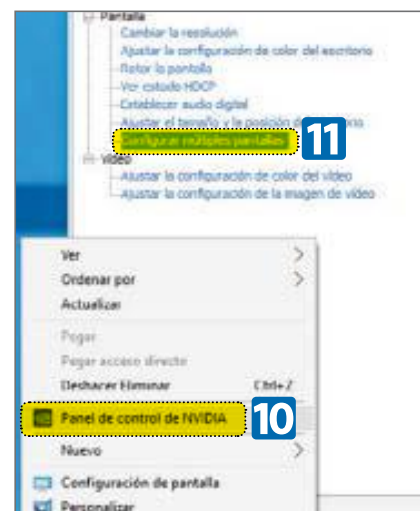 Pantalla
Cambiar la resolución
Ajustar la configuración de color del escritorio
Rotar la pantalla
Ver estado HDCP
Establecer audio digital
Ajustar el tamaño y la posición de
Configurar múltiples pantallas 11
Vídeo
Ajustar la configuración de color del vídeo
Ajustar la configuración de la imagen de vídeo
Ver
Ordenar por
Actualizar
Pegar
Pegar acceso directo
Deshacer Eliminar Ctrl+Z
Panel de control de NVIDIA 10
Nuevo
Configuración de pantalla
Personalizar